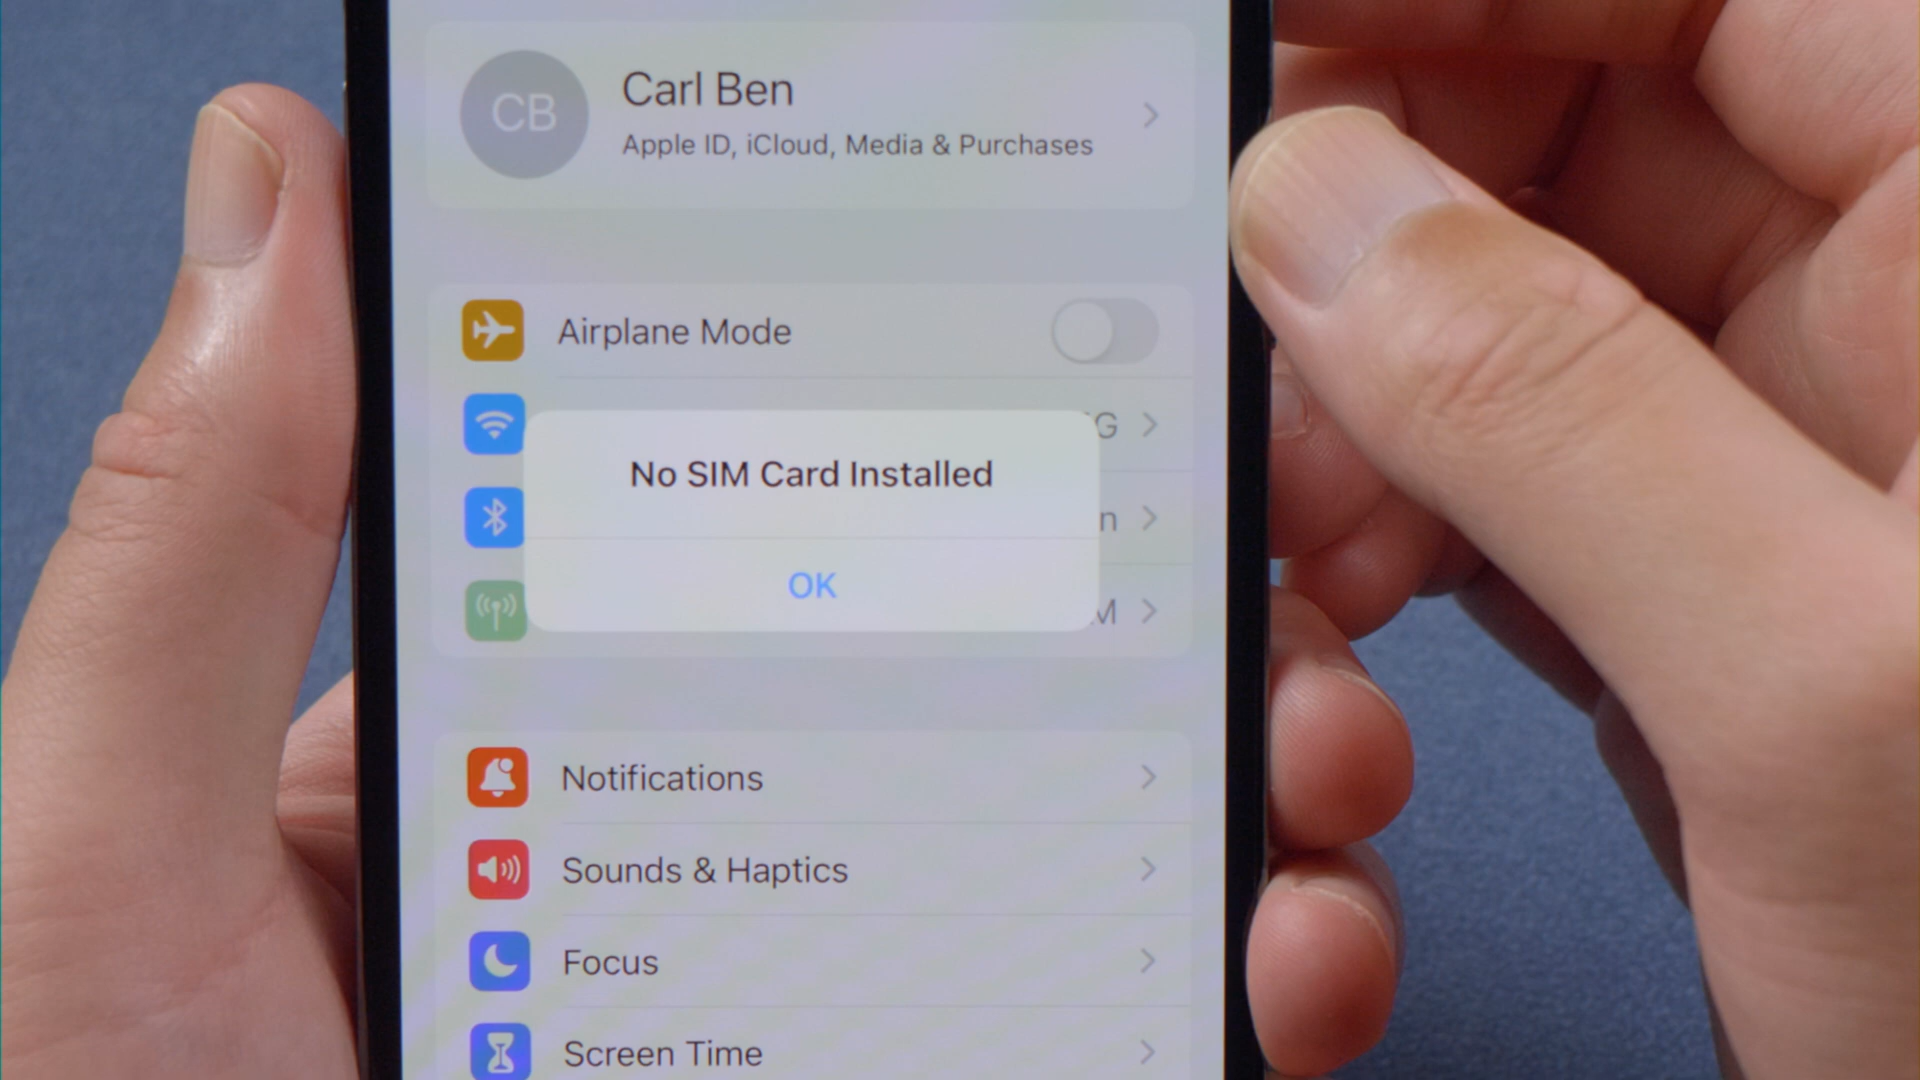 CB
Carl Ben
Apple ID, iCloud, Media & Purchases
Airplane Mode
G
No SIM Card Installed
n
OK
M
Notifications
Sounds & Haptics
Focus
Screen Time